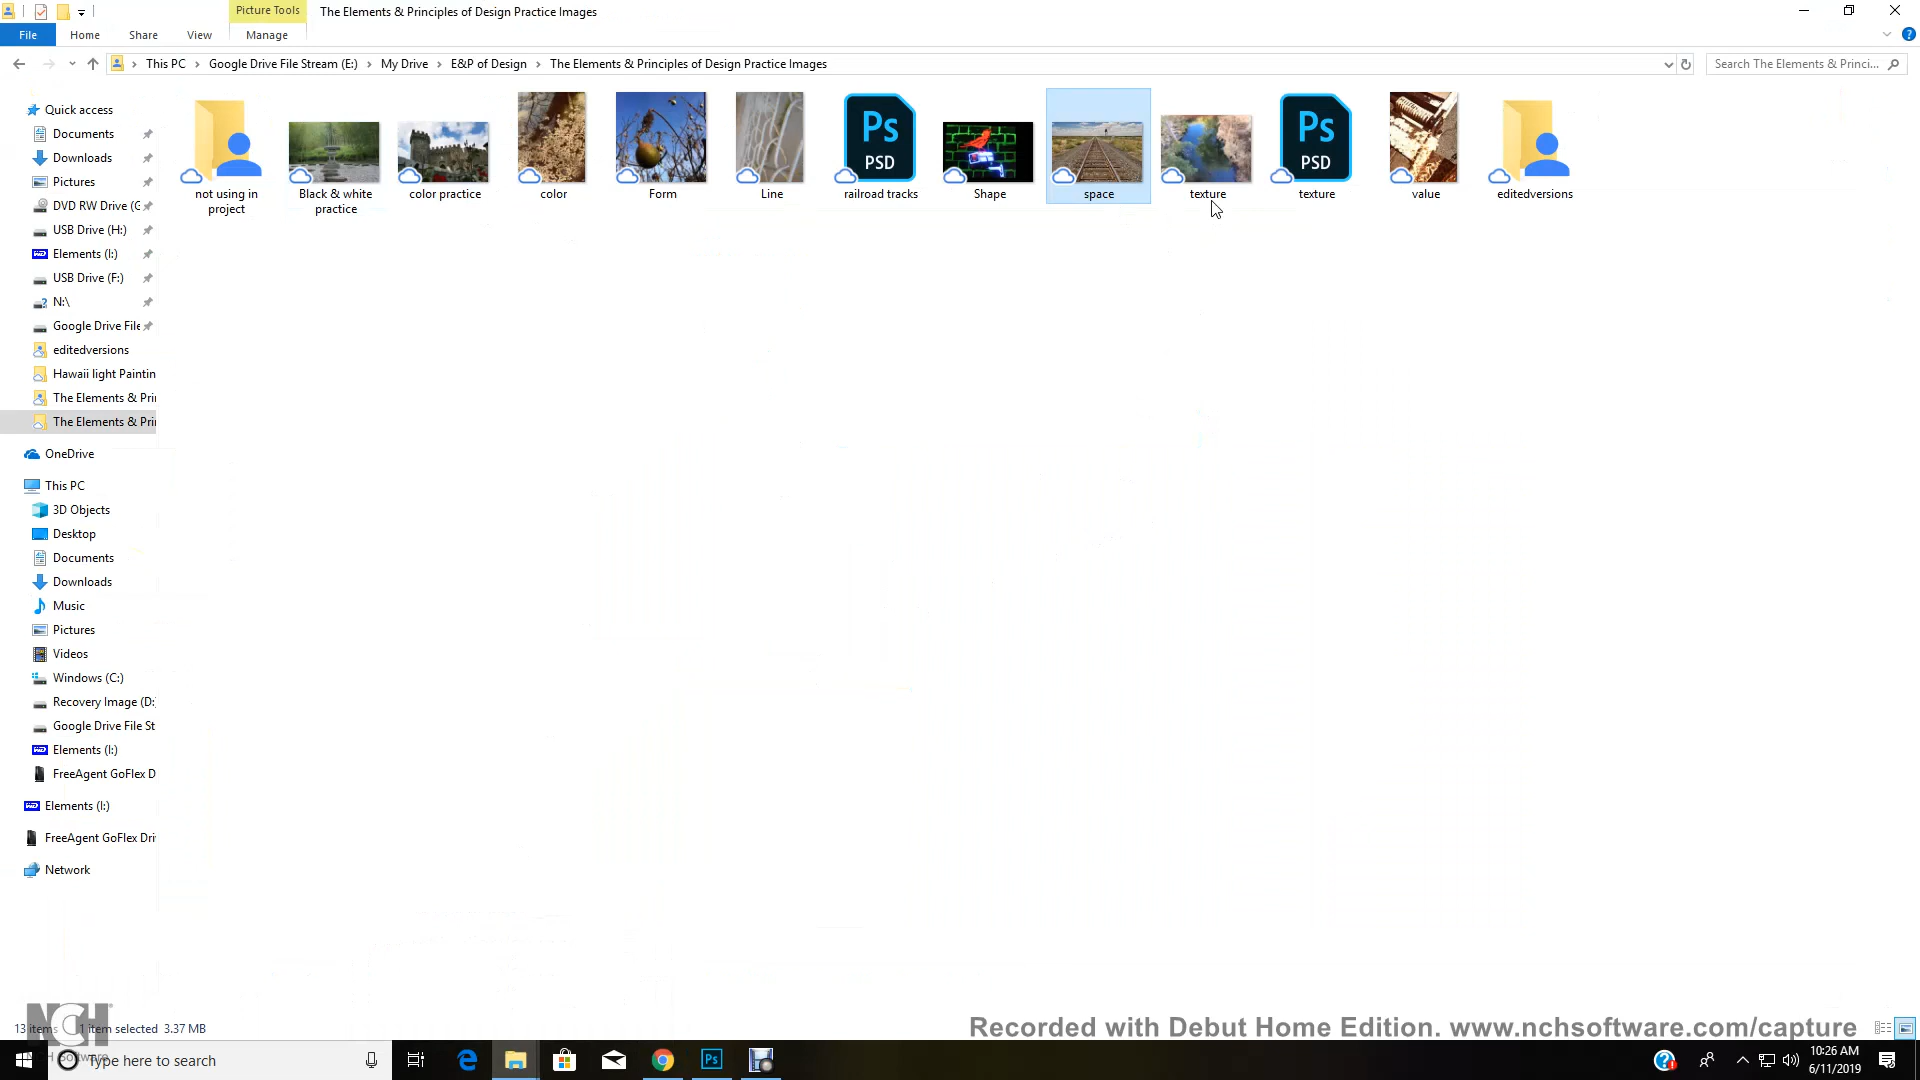 Picture Tools
The Elements & Principles of Design Practice Images
File
Home
Share
View
Manage
This PC
Google Drive File Stream (E:)
My Drive
E&P of Design
The Elements & Principles of Design Practice Images
Search The Elements & Princi...
Quick access
Documents
Downloads
Pictures
DVD RW Drive (G
USB Drive (H:)
Elements (I:)
USB Drive (F:)
N:\
Google Drive File
editedversions
Hawaii light Paintin
The Elements & Pri
The Elements & Pri
OneDrive
This PC
3D Objects
Desktop
Documents
Downloads
Music
Pictures
Videos
Windows (C:)
Recovery Image (D:
Google Drive File St
Elements (I:)
FreeAgent GoFlex D
Elements (I:)
FreeAgent GoFlex Dri
Network
not using in
project
Black & white
practice
color practice
color
Form
Line
Ps
PSD
railroad tracks
Shape
space
texture
Ps
PSD
texture
value
editedversions
NCH
13 items
1 item selected 3.37 MB
Recorded with Debut Home Edition. www.nchsoftware.com/capture
Type here to search
Ps
10:26 AM
6/11/2019